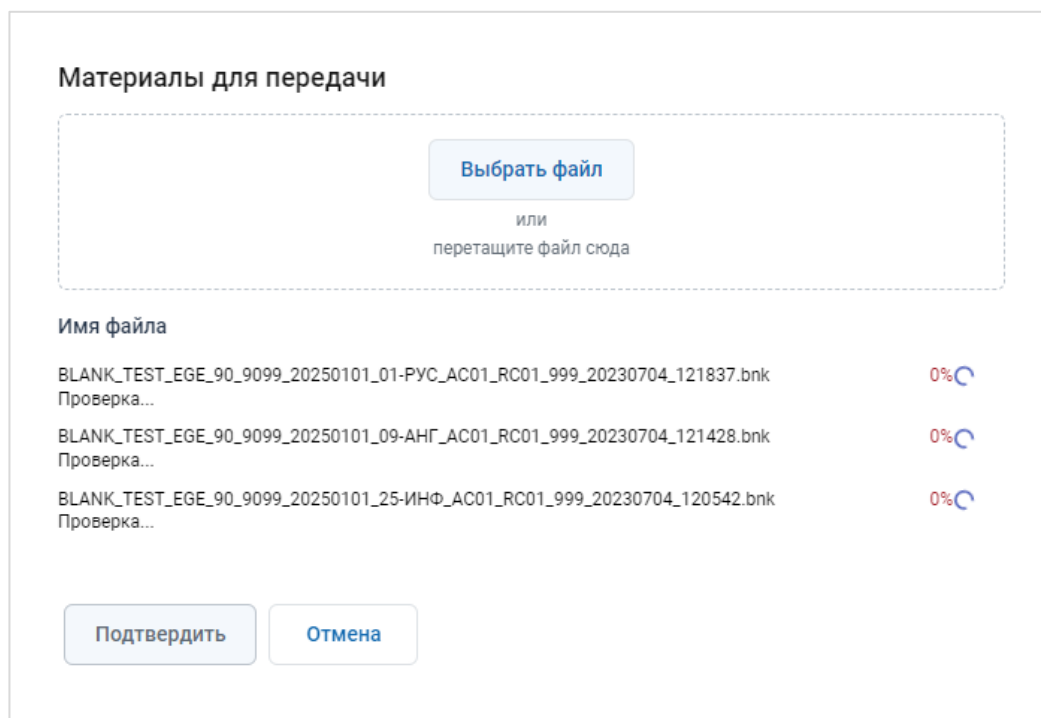 Материалы для передачи
Выбрать файл
или
перетащите файл сюда
Имя файла
BLANK_TEST_EGE_90_9099_20250101_01-РУС_AC01_RC01_999_20230704_121837.bnk 0%
Проверка...
BLANK_TEST_EGE_90_9099_20250101_09-АНГ_AC01_RC01_999_20230704_121428.bnk 0%
Проверка...
BLANK_TEST_EGE_90_9099_20250101_25-ИНФ_AC01_RC01_999_20230704_120542.bnk 0%
Проверка...
Подтвердить Отмена